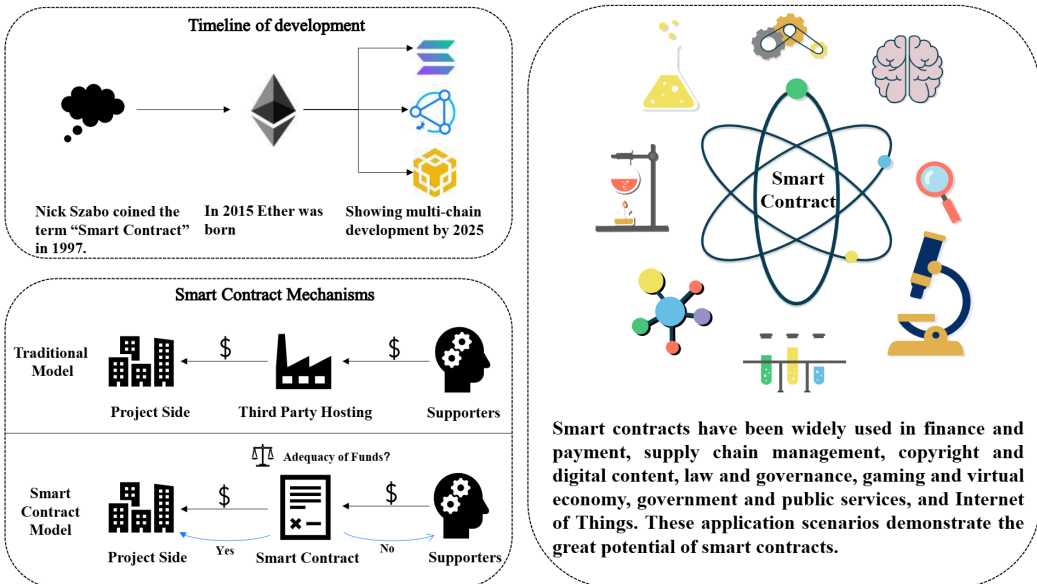 Timeline of development
Nick Szabo coined the
term “Smart Contract”
in 1997.
In 2015 Ether was
born
Showing multi-chain
development by 2025
Smart Contract Mechanisms
Traditional
Model
$
$
Project Side
Third Party Hosting
Supporters
Adequacy of Funds?
Smart
Contract
Model
$
$
Yes
No
Project Side
Smart Contract
Supporters
Smart
Contract
Smart contracts have been widely used in finance and
payment, supply chain management, copyright and
digital content, law and governance, gaming and virtual
economy, government and public services, and Internet
of Things. These application scenarios demonstrate the
great potential of smart contracts.